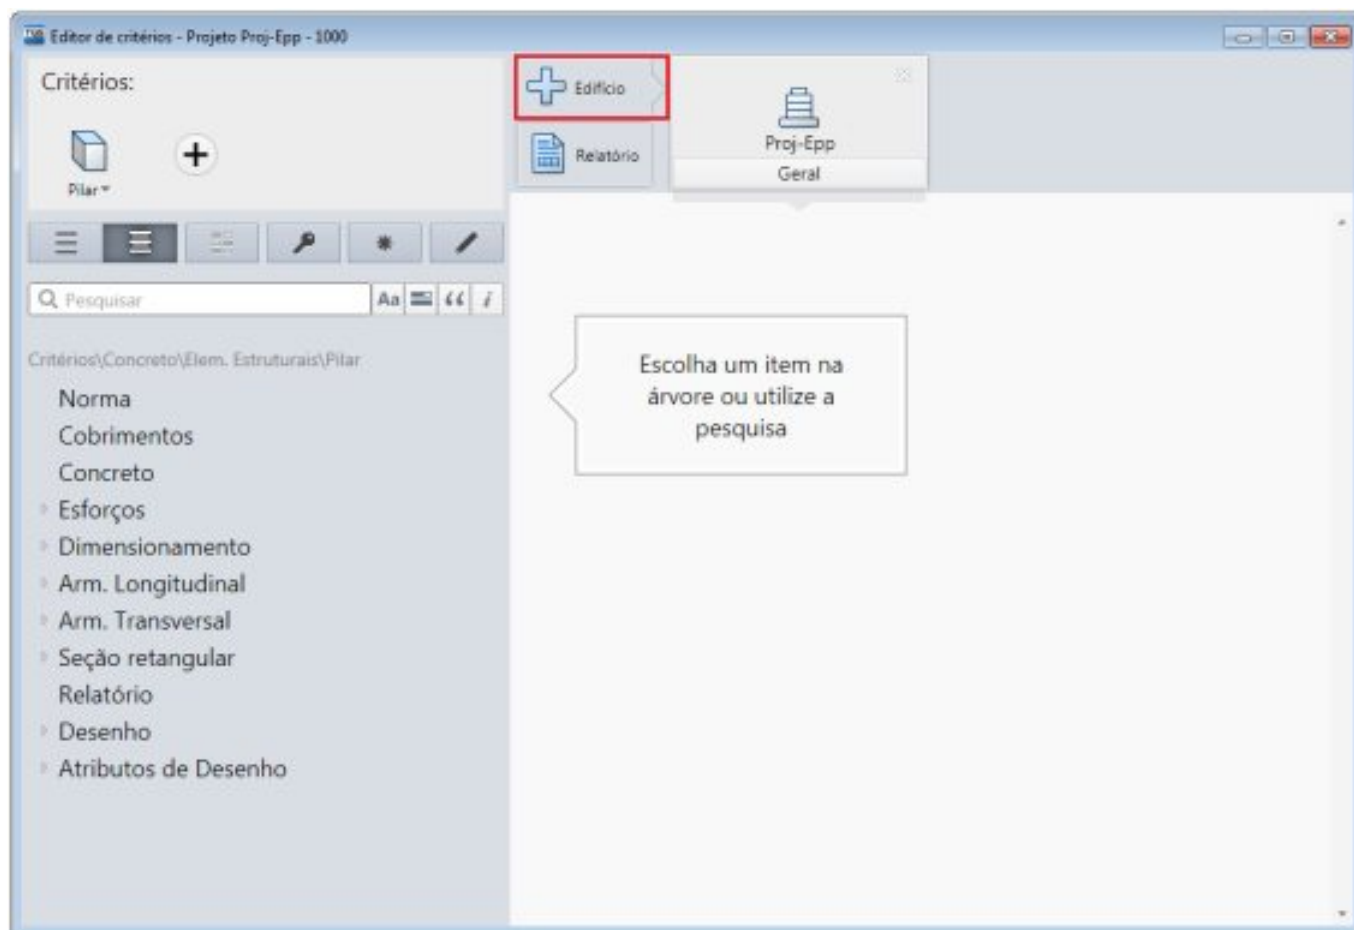 Editor de critérios - Projeto Proj-Epp - 1000
Critérios:
Pilar
Edifício
Relatório
Proj-Epp
Geral
Pesquisar
Aa
Critérios\Concreto\Elem. Estruturais\Pilar
Norma
Cobrimentos
Concreto
Esforços
Dimensionamento
Arm. Longitudinal
Arm. Transversal
Seção retangular
Relatório
Desenho
Atributos de Desenho
Escolha um item na
árvore ou utilize a
pesquisa